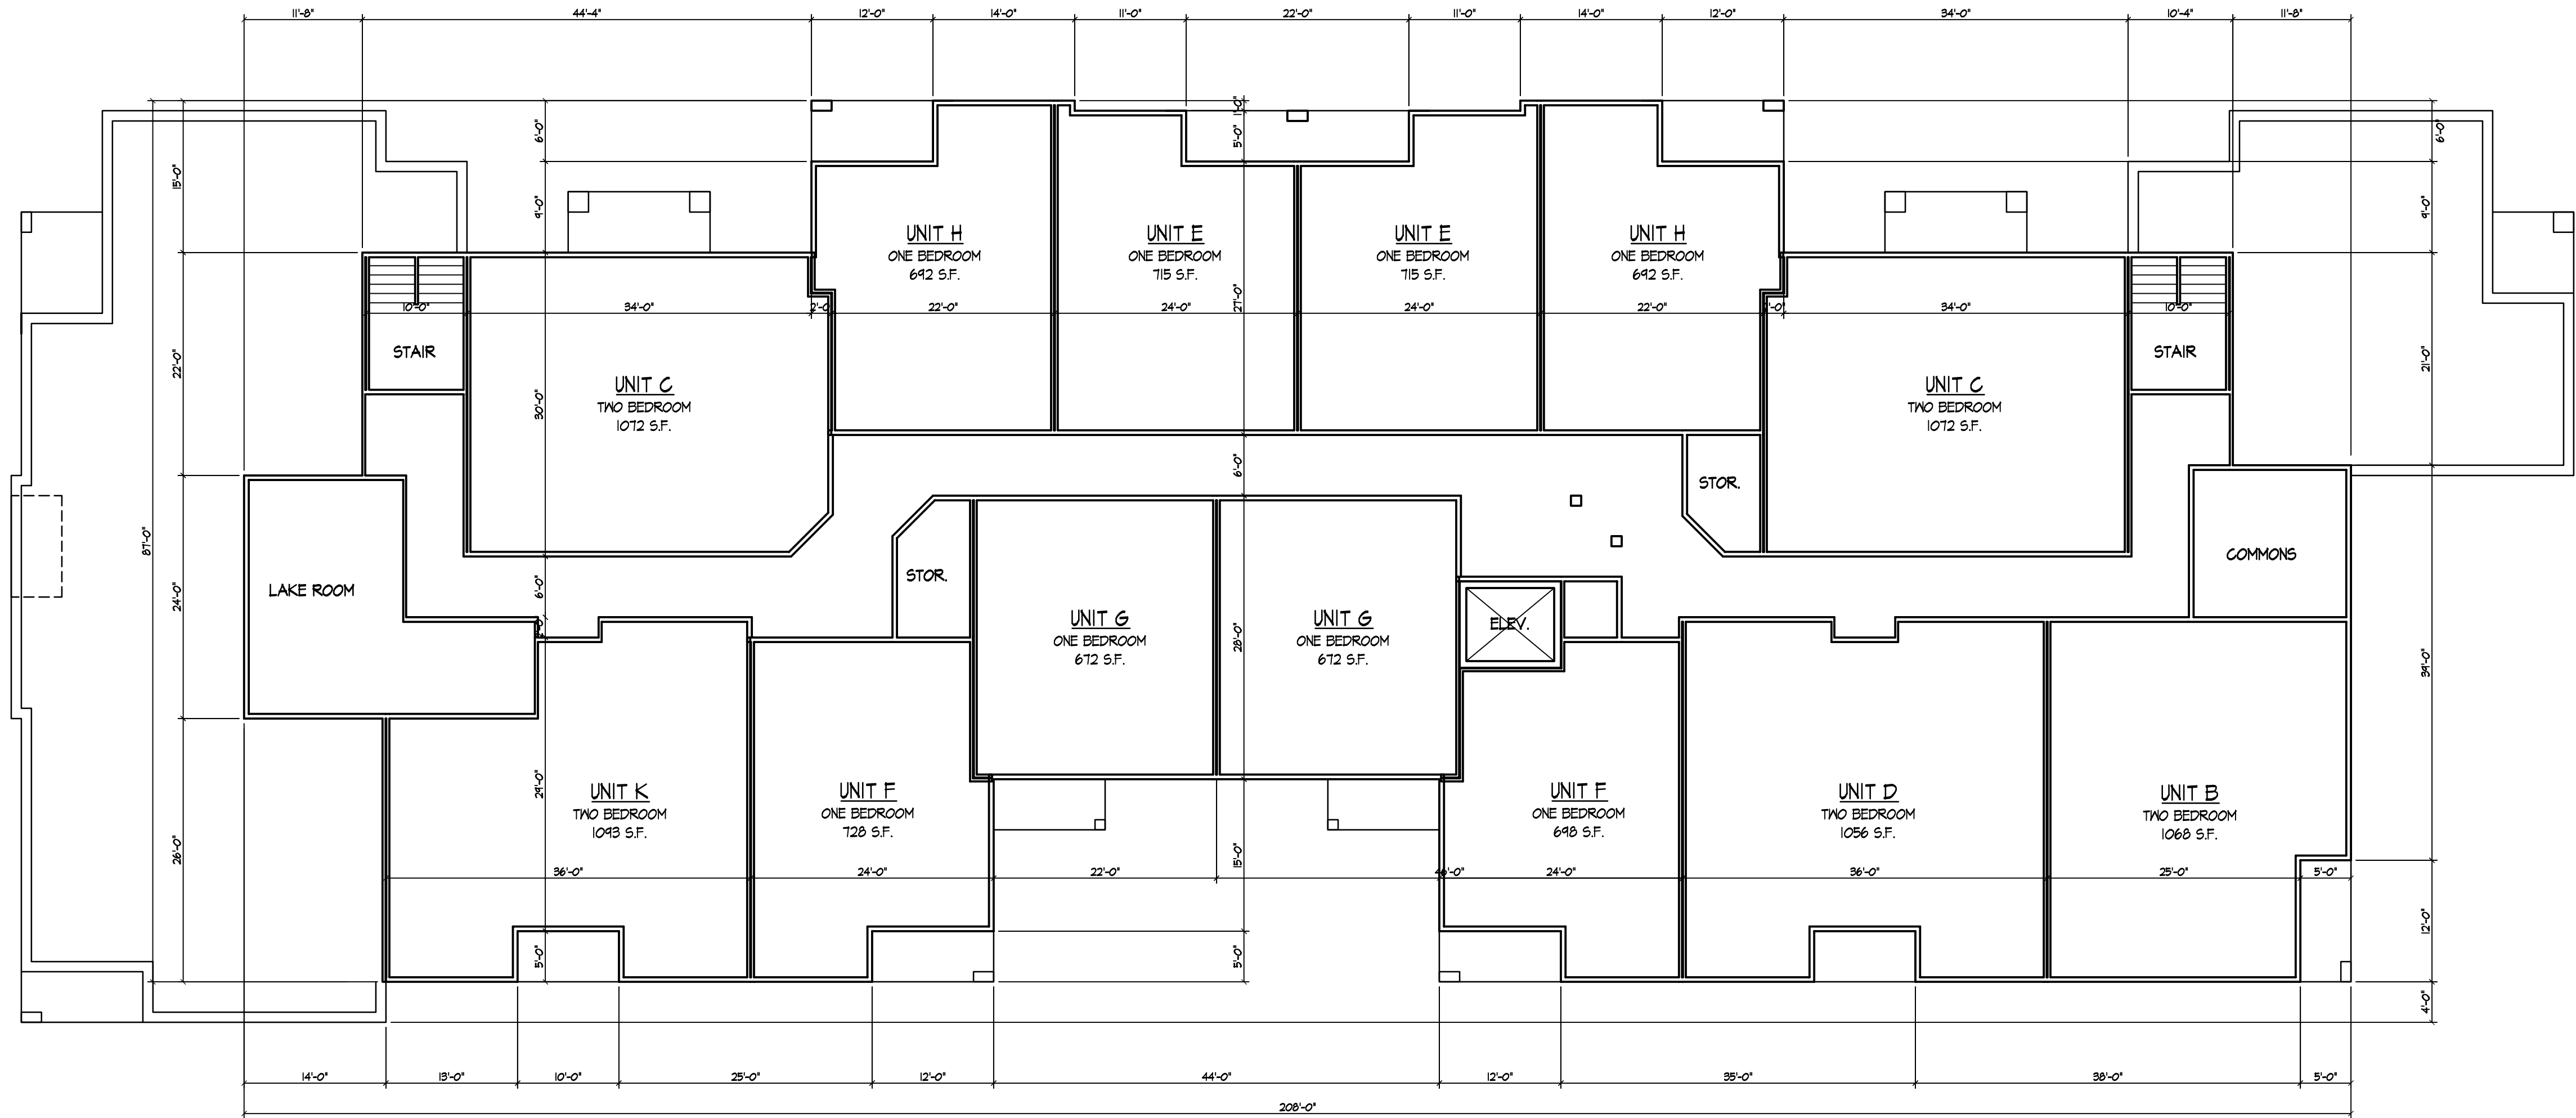 11'-8"
44'-4"
12'-0"
14'-0"
11'-0"
22'-0"
11'-0"
14'-0"
12'-0"
34'-0"
10'-4"
11'-8"
6'-0"
1'-0"
5'-0"
6'-0"
15'-0"
9'-0"
9'-0"
UNIT H
ONE BEDROOM
692 S.F.
UNIT E
ONE BEDROOM
715 S.F.
UNIT E
ONE BEDROOM
715 S.F.
UNIT H
ONE BEDROOM
692 S.F.
27'-0"
10'-0"
34'-0"
2'-0"
22'-0"
24'-0"
24'-0"
22'-0"
34'-0"
10'-0"
STAIR
STAIR
22'-0"
21'-0"
UNIT C
TWO BEDROOM
1072 S.F.
30'-0"
UNIT C
TWO BEDROOM
1072 S.F.
6'-0"
STOR.
87'-0"
COMMONS
STOR.
LAKE ROOM
24'-0"
6'-0"
UNIT G
ONE BEDROOM
672 S.F.
UNIT G
ONE BEDROOM
672 S.F.
28'-0"
ELEV.
39'-0"
UNIT K
TWO BEDROOM
1093 S.F.
29'-0"
UNIT F
ONE BEDROOM
728 S.F.
UNIT F
ONE BEDROOM
698 S.F.
UNIT D
TWO BEDROOM
1056 S.F.
UNIT B
TWO BEDROOM
1068 S.F.
26'-0"
15'-0"
36'-0"
24'-0"
22'-0"
24'-0"
36'-0"
25'-0"
5'-0"
12'-0"
5'-0"
5'-0"
4'-0"
14'-0"
13'-0"
10'-0"
25'-0"
12'-0"
44'-0"
12'-0"
35'-0"
38'-0"
5'-0"
208'-0"